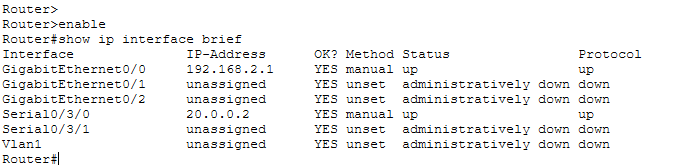 Router>
Router>enable
Router#show ip interface brief
Interface IP-Address OK? Method Status Protocol
GigabitEthernet0/0 192.168.2.1 YES manual up up
GigabitEthernet0/1 unassigned YES unset administratively down down
GigabitEthernet0/2 unassigned YES unset administratively down down
Serial0/3/0 20.0.0.2 YES manual up up
Serial0/3/1 unassigned YES unset administratively down down
Vlan1 unassigned YES unset administratively down down
Router#